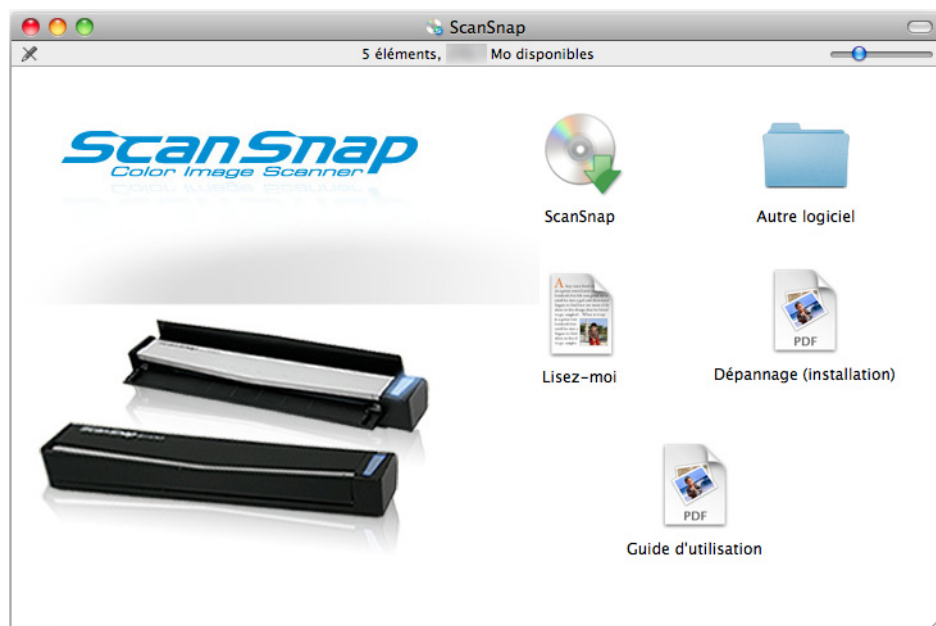 ScanSnap
5 éléments, Mo disponibles
ScanSnap
Color Image Scanner
ScanSnap
Autre logiciel
Lisez-moi
PDF
Dépannage (installation)
PDF
Guide d'utilisation
ScanSnap